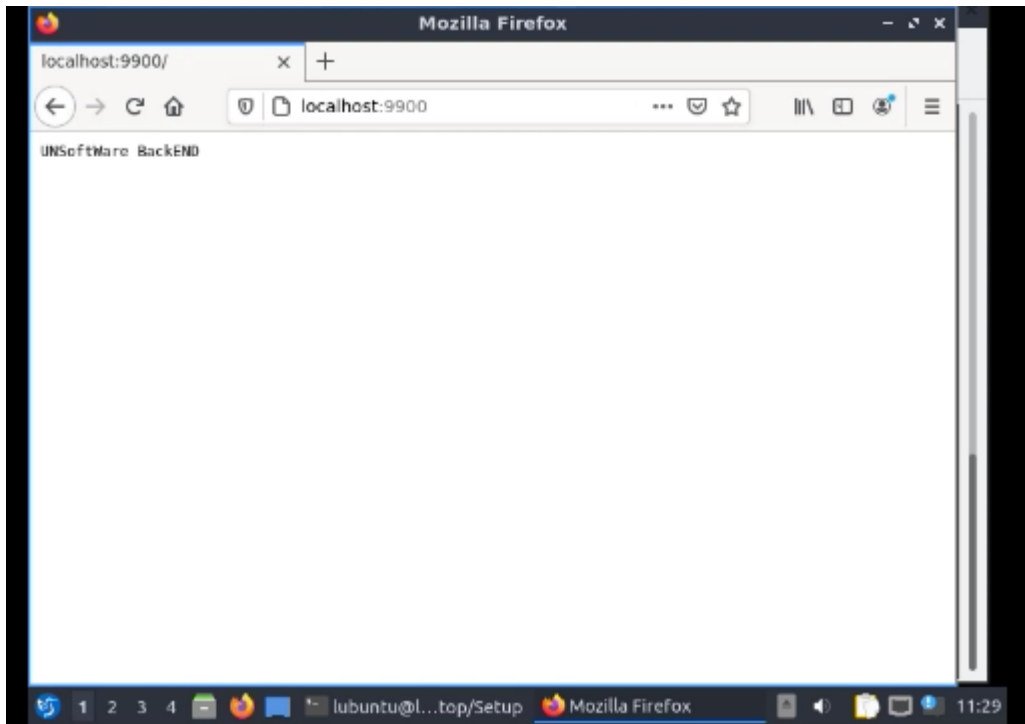 Mozilla Firefox
localhost:9900/
localhost:9900
UNSoftWare BackEND
1 2 3 4
lubuntu@l...top/Setup
Mozilla Firefox
11:29